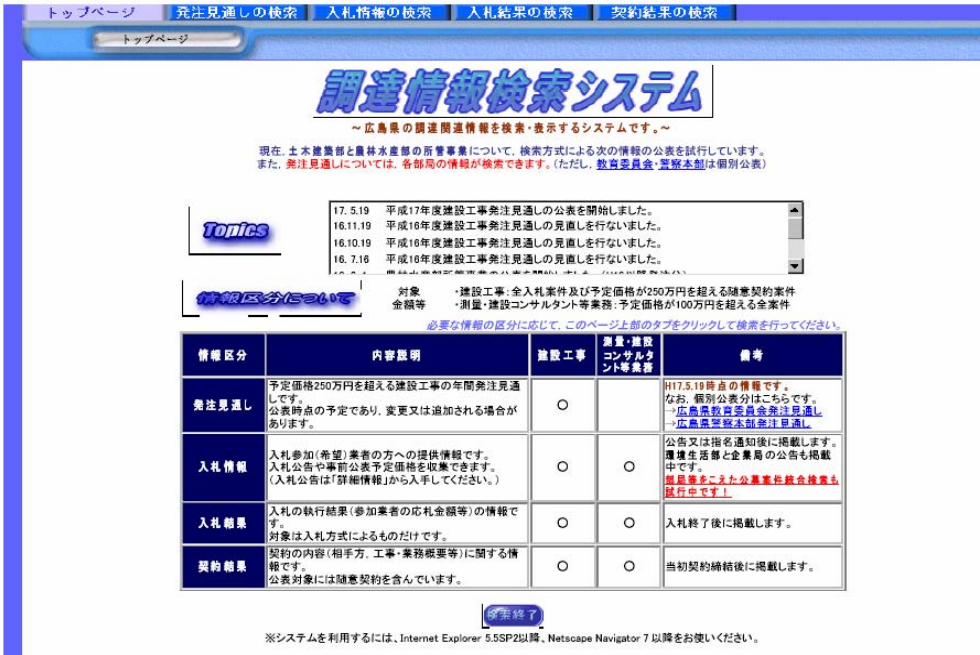 トップページ 発注見通しの検索 入札情報の検索 入札結果の検索 契約結果の検索
トップページ
調達情報検索システム
～広島県の調達関連情報を検索・表示するシステムです。～
現在，土木建築部と農林水産部の所管事業について，検索方式による次の情報の公表を試行しています。
また，発注見通しについては，各部局の情報が検索できます。（ただし，教育委員会・警察本部は個別公表）
Topics
17. 5.19 平成17年度建設工事発注見通しの公表を開始しました。
16.11.19 平成16年度建設工事発注見通しの見直しを行ないました。
16.10.19 平成16年度建設工事発注見通しの見直しを行ないました。
16. 7.16 平成16年度建設工事発注見通しの見直しを行ないました。
情報区分について
対象 ・建設工事：全入札案件及び予定価格が250万円を超える随意契約案件
金額等 ・測量・建設コンサルタント等業務：予定価格が100万円を超える全案件
必要な情報の区分に応じて，このページ上部のタブをクリックして検索を行ってください。
情報区分 内容説明 建設工事 測量・建設
コンサルタ
ント等業務 備考
発注見通し
予定価格250万円を超える建設工事の年間発注見通
しです。
公表時点の予定であり，変更又は追加される場合が
あります。
○
H17.5.19時点の情報です。
なお，個別公表分はこちらです。
→広島県教育委員会発注見通し
→広島県警察本部発注見通し
入札情報
入札参加（希望）業者の方への提供情報です。
入札公告や事前公表予定価格を収集できます。
（入札公告は「詳細情報」から入手してください。）
○ ○
公告又は指名通知後に掲載します。
環境生活部と企業局の公告も掲載
中です。
部局等をこえた公募案件統合検索も
試行中です！
入札結果
入札の執行結果（参加業者の応札金額等）の情報で
す。
対象は入札方式によるものだけです。
○ ○
入札終了後に掲載します。
契約結果
契約の内容（相手方，工事・業務概要等）に関する情
報です。
公表対象には随意契約を含んでいます。
○ ○
当初契約締結後に掲載します。
検索終了
※システムを利用するには、Internet Explorer 5.5SP2以降、Netscape Navigator 7 以降をお使いください。